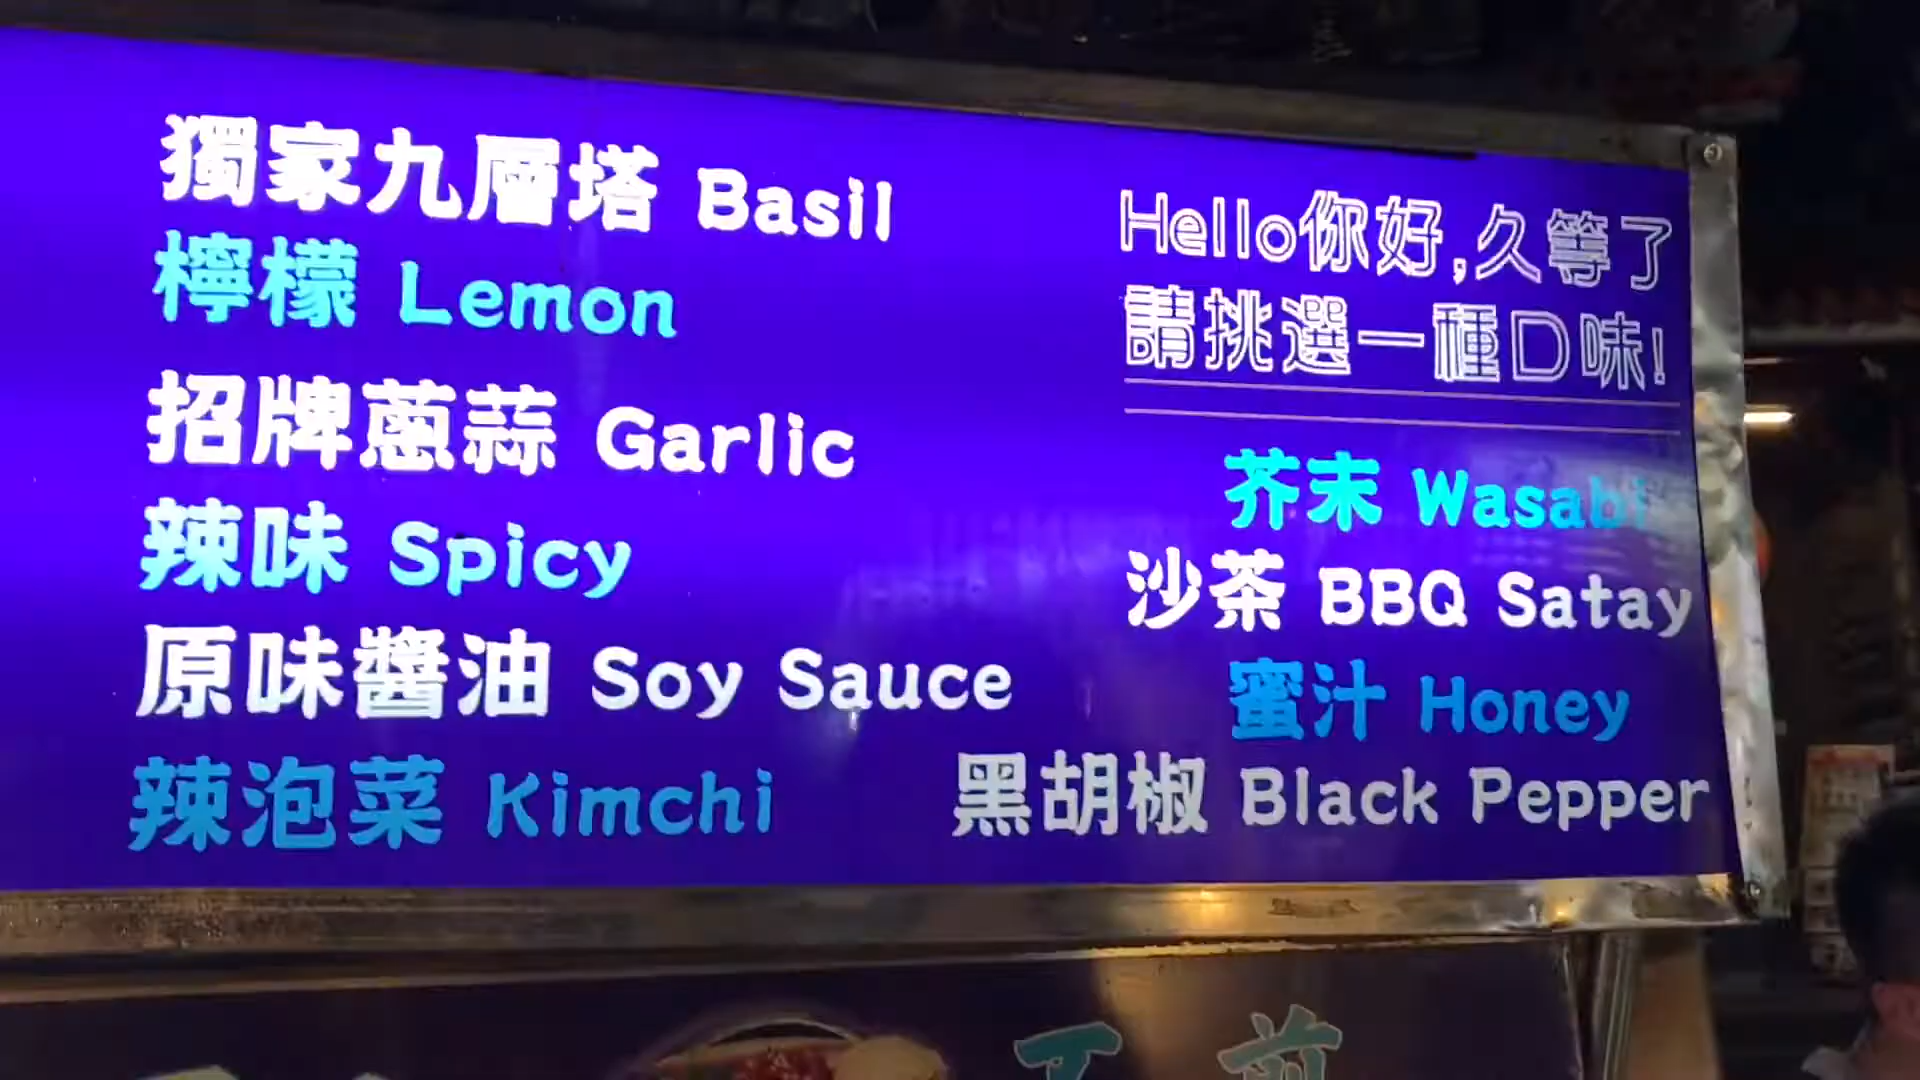 獨家九層塔 Basil
檸檬 Lemon
招牌蔥蒜 Garlic
辣味 Spicy
原味醬油 Soy Sauce
辣泡菜 Kimchi
Hello你好,久等了
請挑選一種口味!
芥末 Wasabi
沙茶 BBQ Satay
蜜汁 Honey
黑胡椒 Black Pepper